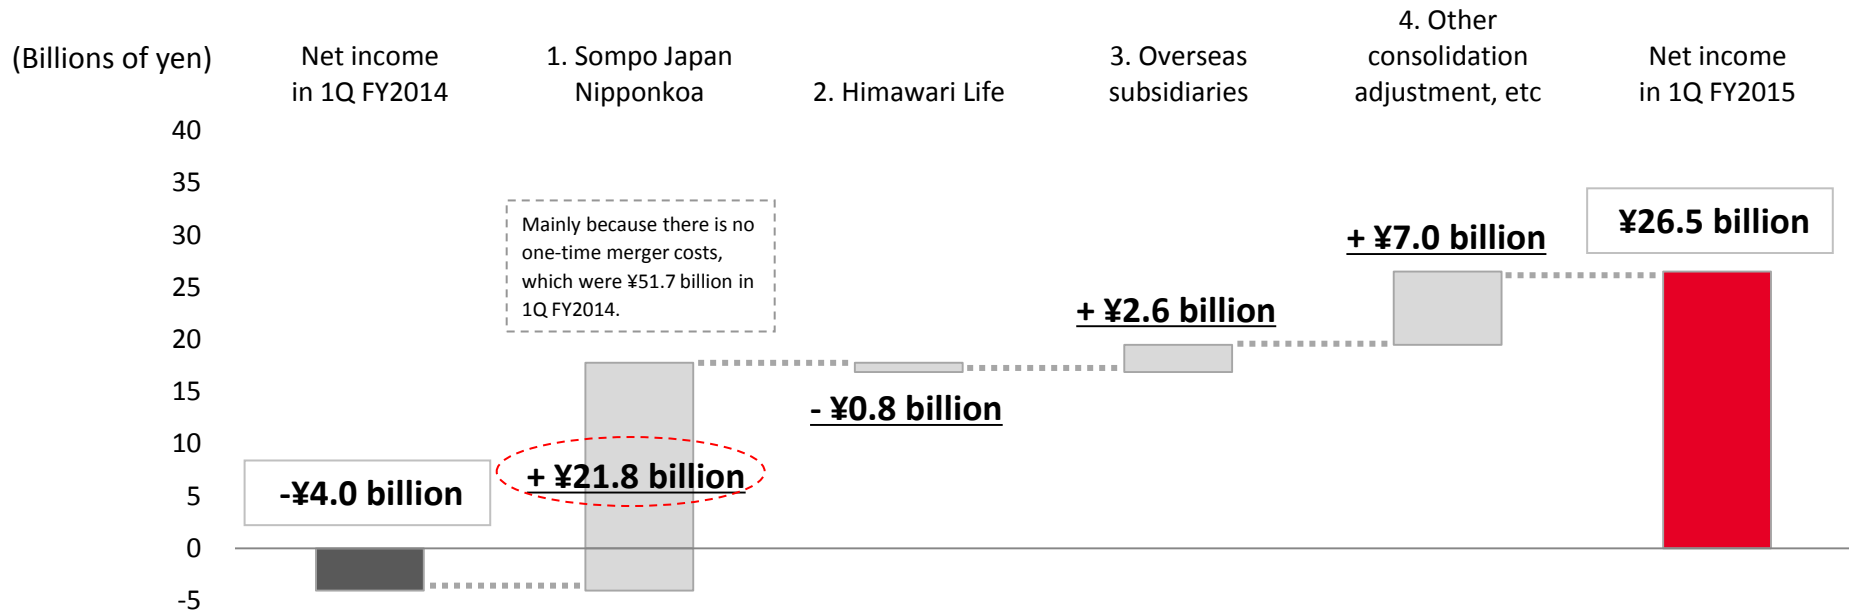 (Billions of yen)
Net income
in 1Q FY2014
1. Sompo Japan
Nipponkoa
2. Himawari Life
3. Overseas
subsidiaries
4. Other
consolidation
adjustment, etc
Net income
in 1Q FY2015
40
35
30
25
20
15
10
5
0
-5
-¥4.0 billion
Mainly because there is no
one-time merger costs,
which were ¥51.7 billion in
1Q FY2014.
+ ¥21.8 billion
- ¥0.8 billion
+ ¥2.6 billion
+ ¥7.0 billion
¥26.5 billion